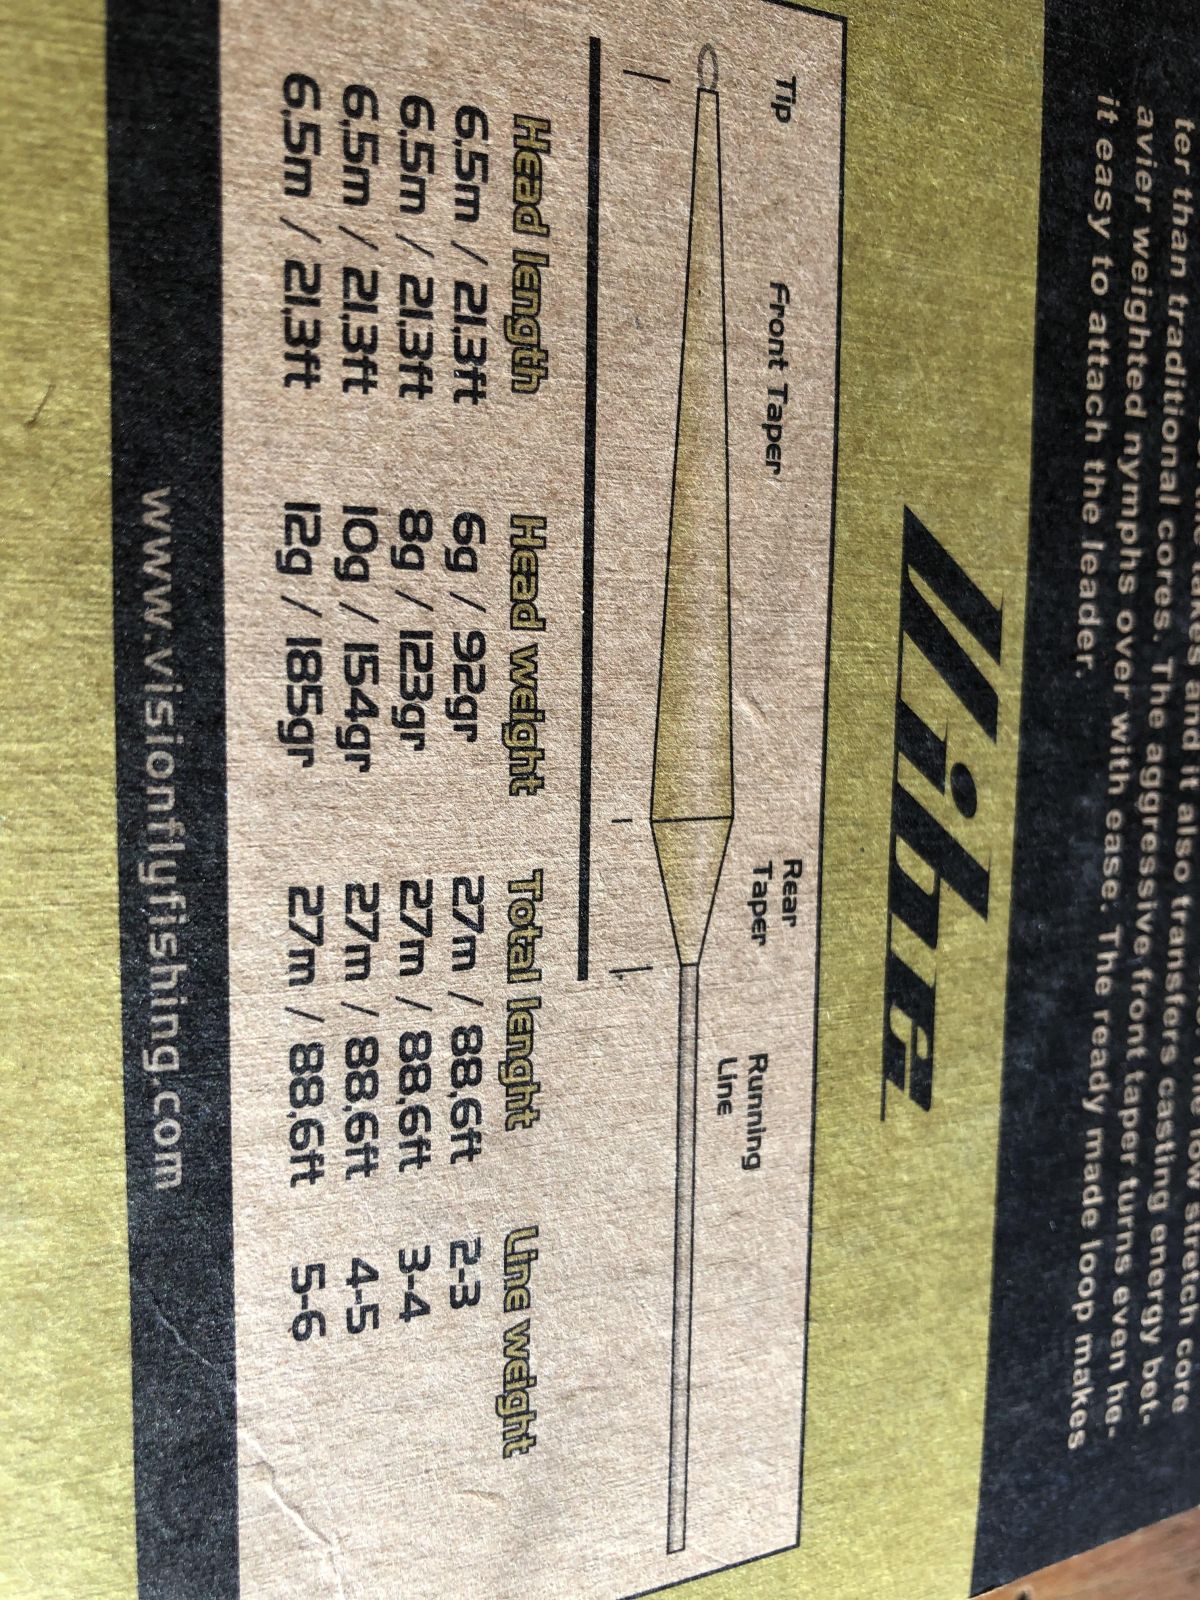 ter than traditional cores. The aggressive front taper turns even he-
avier weighted nymphs over with ease. The ready made loop makes
it easy to attach the leader.
Vibe
Tip Front Taper Rear Taper Running Line
Head length Head weight Total lenght Line weight
6,5m / 21,3ft 6g / 92gr 27m / 88,6ft 2-3
6,5m / 21,3ft 8g / 123gr 27m / 88,6ft 3-4
6,5m / 21,3ft 10g / 154gr 27m / 88,6ft 4-5
6,5m / 21,3ft 12g / 185gr 27m / 88,6ft 5-6
www.visionflyfishing.com